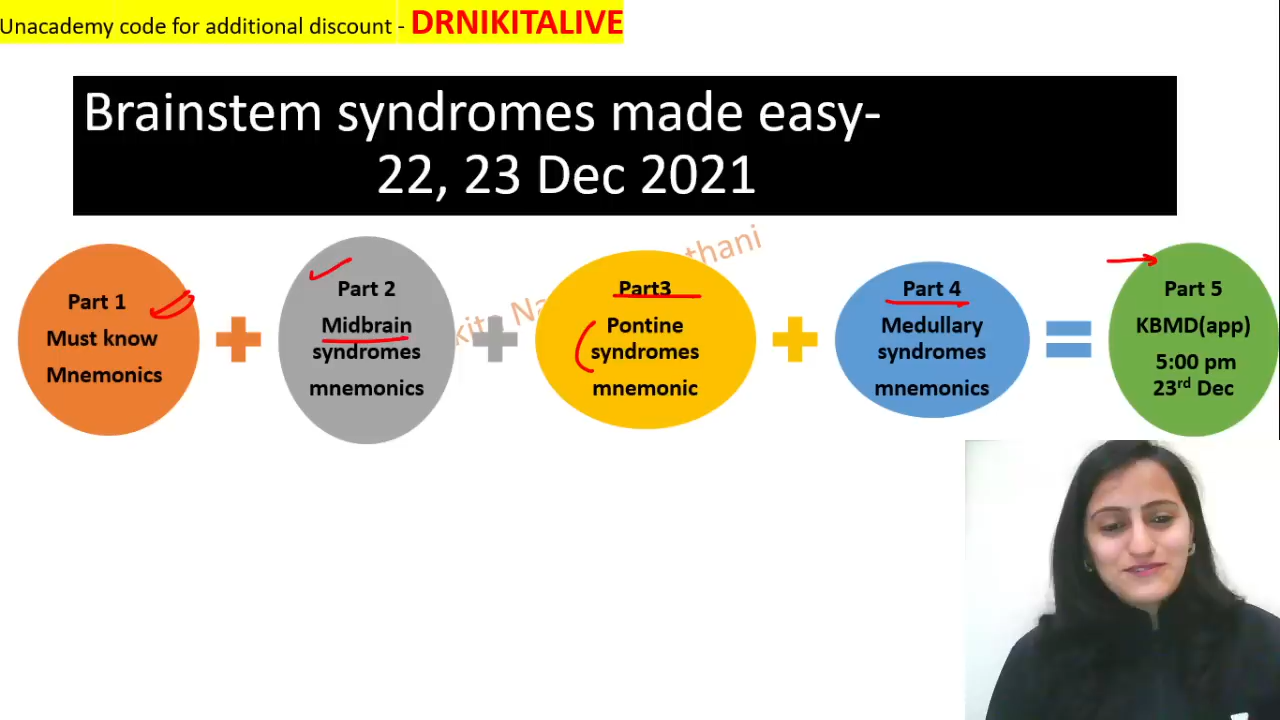 Unacademy code for additional discount - DRNIKITALIVE
Brainstem syndromes made easy-
22, 23 Dec 2021
Part 1
Must know
Mnemonics
Part 2
Midbrain
syndromes
mnemonics
Part3
Pontine
syndromes
mnemonic
Part 4
Medullary
syndromes
mnemonics
Part 5
KBMD(app)
5:00 pm
23rd Dec